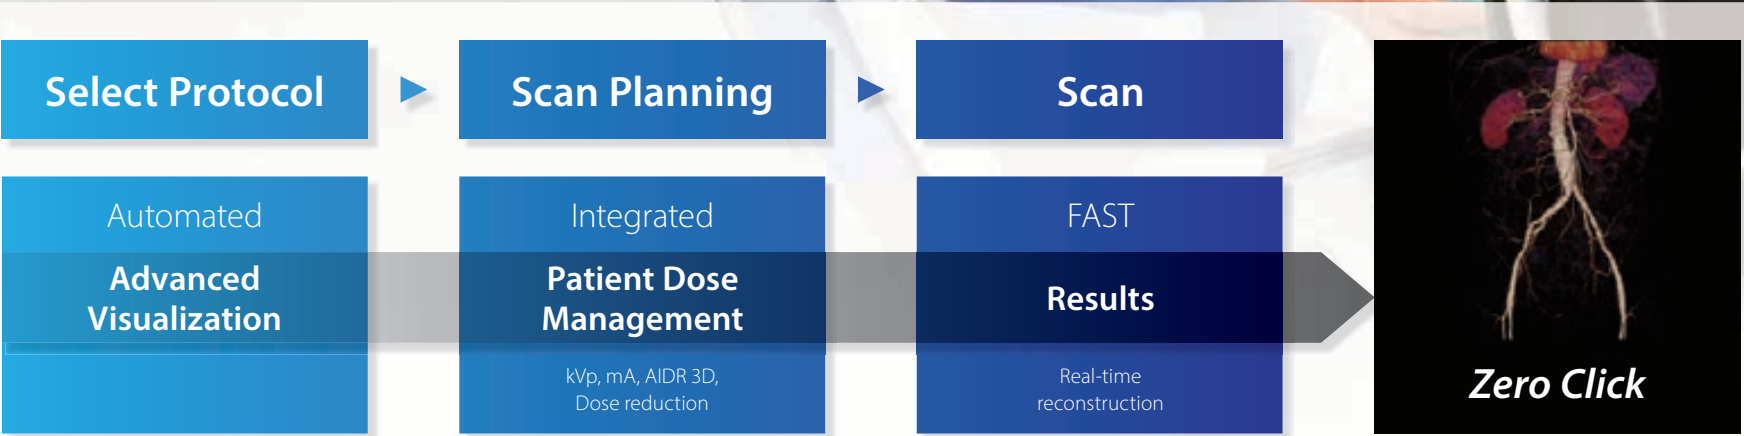 Select Protocol
Scan Planning
Scan
Automated
Advanced
Visualization
Integrated
Patient Dose
Management
kVp, mA, AIDR 3D,
Dose reduction
FAST
Results
Real-time
reconstruction
Zero Click